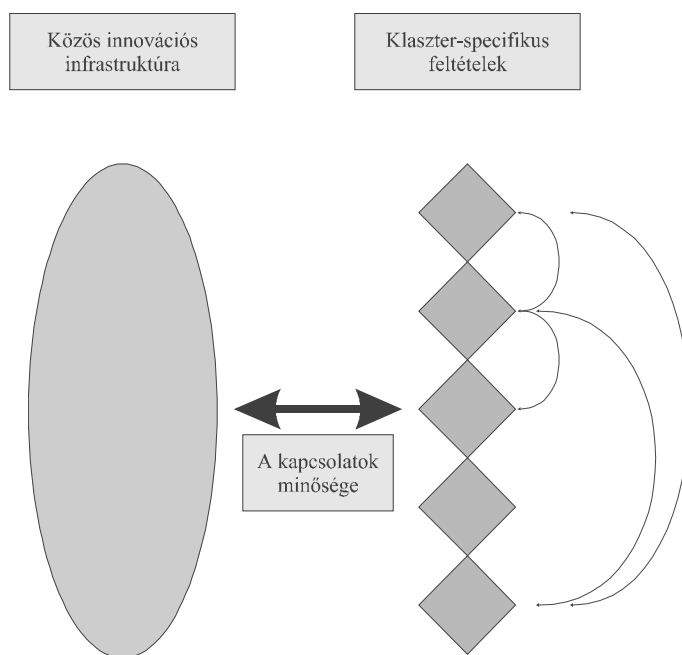 Közös innovációs
infrastruktúra
Klaszter-specifikus
feltételek
A kapcsolatok
minősége